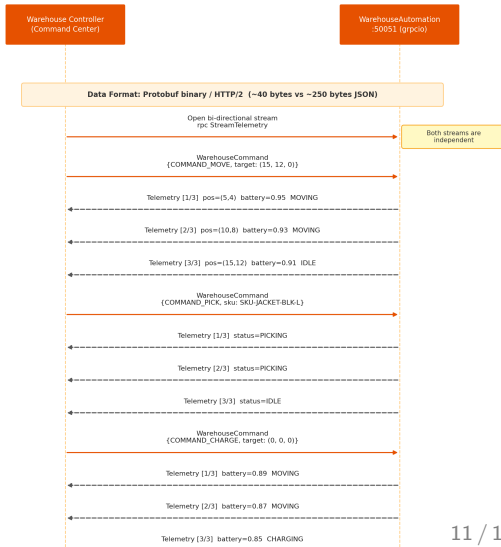 Warehouse Controller
(Command Center)
WarehouseAutomation
:50051 (grpclo)
Data Format: Protobuf binary / HTTP/2 (~40 bytes vs ~250 bytes JSON)
Open bi-directional stream
rpc StreamTelemetry
Both streams are
independent
WarehouseCommand
{COMMAND_MOVE, target: (15, 12, 0)}
Telemetry [1/3] pos=(5,4) battery=0.95 MOVING
Telemetry [2/3] pos=(10,8) battery=0.93 MOVING
Telemetry [3/3] pos=(15,12) battery=0.91 IDLE
WarehouseCommand
{COMMAND_PICK, sku: SKU-JACKET-BLK-L}
Telemetry [1/3] status=PICKING
Telemetry [2/3] status=PICKING
Telemetry [3/3] status=IDLE
WarehouseCommand
{COMMAND_CHARGE, target: (0, 0, 0)}
Telemetry [1/3] battery=0.89 MOVING
Telemetry [2/3] battery=0.87 MOVING
Telemetry [3/3] battery=0.85 CHARGING
11 / 1